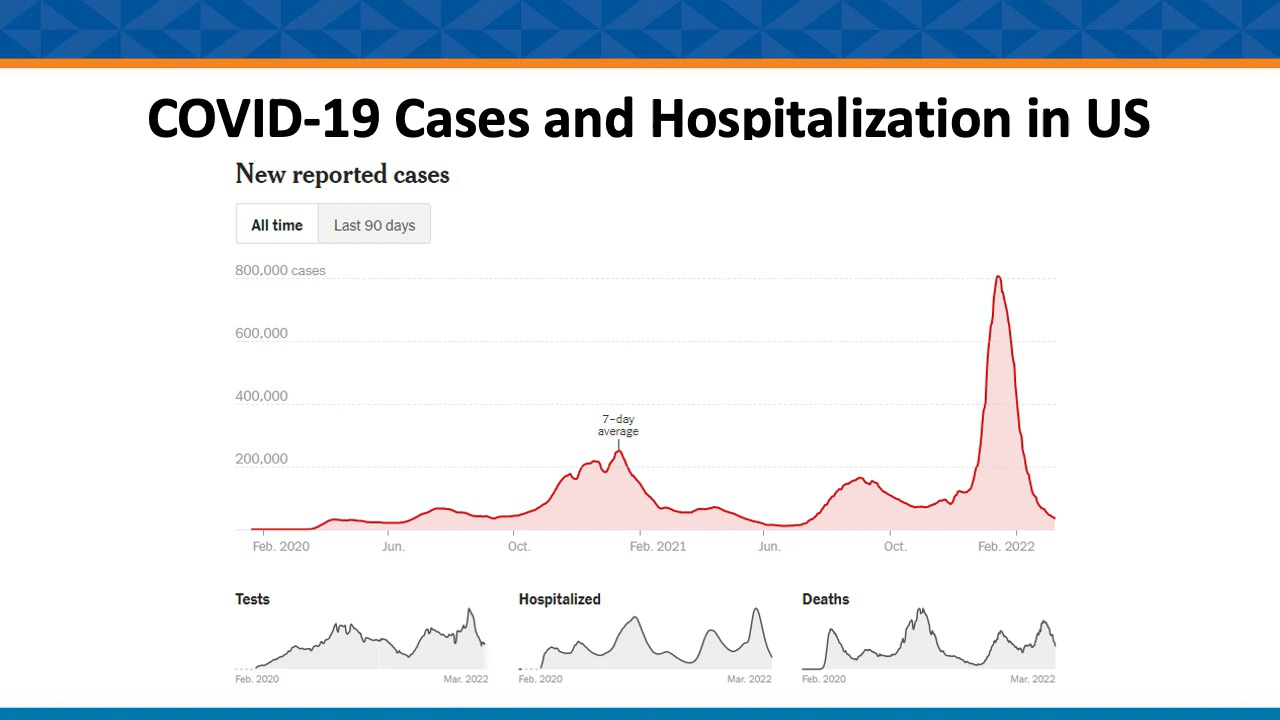 COVID-19 Cases and Hospitalization in US
New reported cases
All time Last 90 days
800,000 cases
600,000
400,000
7-day
average
200,000
Feb. 2020 Jun. Oct. Feb. 2021 Jun. Oct. Feb. 2022
Tests Hospitalized Deaths
Feb. 2020 Mar. 2022 Feb. 2020 Mar. 2022 Feb. 2020 Mar. 2022